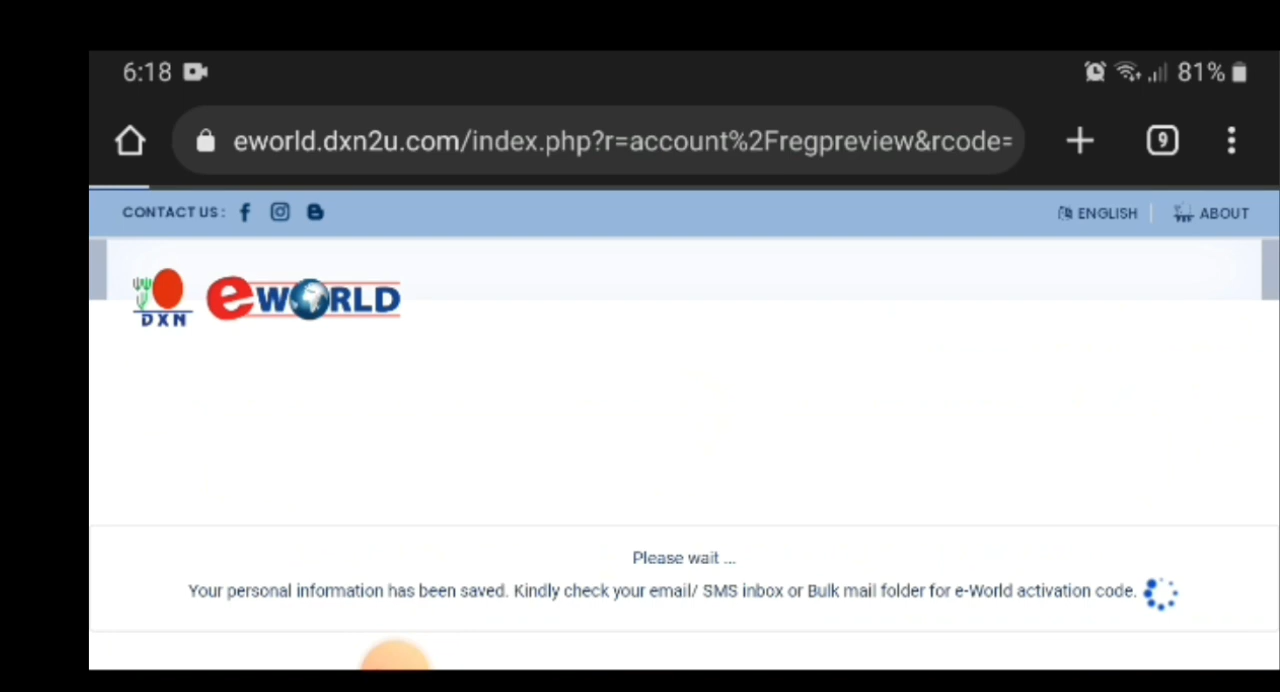 6:18 81%
eworld.dxn2u.com/index.php?r=account%2Fregpreview&rcode= 9
CONTACT US : ENGLISH ABOUT
DXN eWORLD
Please wait ...
Your personal information has been saved. Kindly check your email/ SMS inbox or Bulk mail folder for e-World activation code.